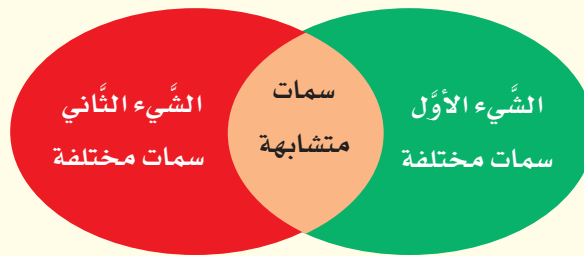 الشَّيء الأوَّل
سمات مختلفة
سمات
متشابهة
الشَّيء الثَّاني
سمات مختلفة